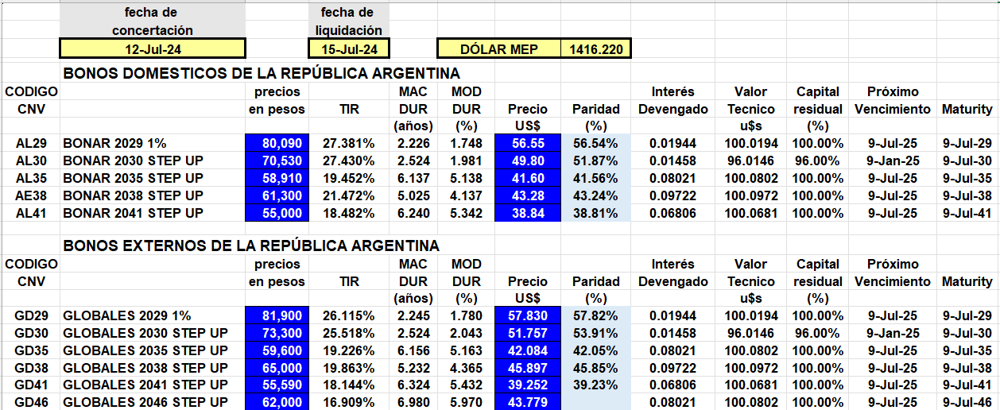 fecha de fecha de
concertación liquidación
12-Jul-24 15-Jul-24 DÓLAR MEP 1416.220
BONOS DOMESTICOS DE LA REPÚBLICA ARGENTINA
CODIGO precios MAC MOD Interés Valor Capital Próximo
CNV en pesos TIR DUR DUR Precio Paridad Devengado Tecnico residual Vencimiento Maturity
(años) (%) US$ (%) u$s (%)
AL29 BONAR 2029 1% 80,090 27.381% 2.226 1.748 56.55 56.54% 0.01944 100.0194 100.00% 9-Jul-25 9-Jul-29
AL30 BONAR 2030 STEP UP 70,530 27.430% 2.524 1.981 49.80 51.87% 0.01458 96.0146 96.00% 9-Jan-25 9-Jul-30
AL35 BONAR 2035 STEP UP 58,910 19.452% 6.137 5.138 41.60 41.56% 0.08021 100.0802 100.00% 9-Jul-25 9-Jul-35
AE38 BONAR 2038 STEP UP 61,300 21.472% 5.025 4.137 43.28 43.24% 0.09722 100.0972 100.00% 9-Jul-25 9-Jul-38
AL41 BONAR 2041 STEP UP 55,000 18.482% 6.240 5.342 38.84 38.81% 0.06806 100.0681 100.00% 9-Jul-25 9-Jul-41
BONOS EXTERNOS DE LA REPÚBLICA ARGENTINA
CODIGO precios MAC MOD Interés Valor Capital Próximo
CNV en pesos TIR DUR DUR Precio Paridad Devengado Tecnico residual Vencimiento Maturity
(años) (%) US$ (%) u$s (%)
GD29 GLOBALES 2029 1% 81,900 26.115% 2.245 1.780 57.830 57.82% 0.01944 100.0194 100.00% 9-Jul-25 9-Jul-29
GD30 GLOBALES 2030 STEP UP 73,300 25.518% 2.524 2.043 51.757 53.91% 0.01458 96.0146 96.00% 9-Jan-25 9-Jul-30
GD35 GLOBALES 2035 STEP UP 59,600 19.226% 6.156 5.163 42.084 42.05% 0.08021 100.0802 100.00% 9-Jul-25 9-Jul-35
GD38 GLOBALES 2038 STEP UP 65,000 19.863% 5.232 4.365 45.897 45.85% 0.09722 100.0972 100.00% 9-Jul-25 9-Jul-38
GD41 GLOBALES 2041 STEP UP 55,590 18.144% 6.324 5.432 39.252 39.23% 0.06806 100.0681 100.00% 9-Jul-25 9-Jul-41
GD46 GLOBALES 2046 STEP UP 62,000 16.909% 6.980 5.970 43.779 0.08021 100.0802 100.00% 9-Jul-25 9-Jul-46